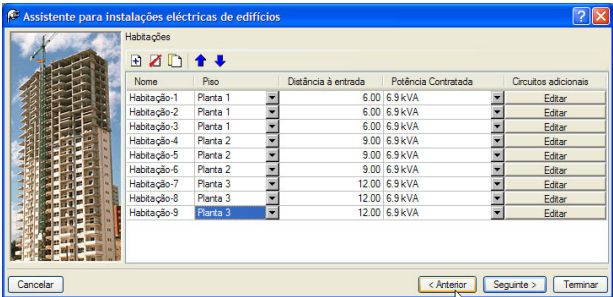 Assistente para instalações eléctricas de edifícios
Habitações
Nome Piso Distância à entrada Potência Contratada Circuitos adicionais
Habitação-1 Planta 1 6.00 6.9 kVA Editar
Habitação-2 Planta 1 6.00 6.9 kVA Editar
Habitação-3 Planta 1 6.00 6.9 kVA Editar
Habitação-4 Planta 2 9.00 6.9 kVA Editar
Habitação-5 Planta 2 9.00 6.9 kVA Editar
Habitação-6 Planta 2 9.00 6.9 kVA Editar
Habitação-7 Planta 3 12.00 6.9 kVA Editar
Habitação-8 Planta 3 12.00 6.9 kVA Editar
Habitação-9 Planta 3 12.00 6.9 kVA Editar
Cancelar < Anterior Seguinte > Terminar